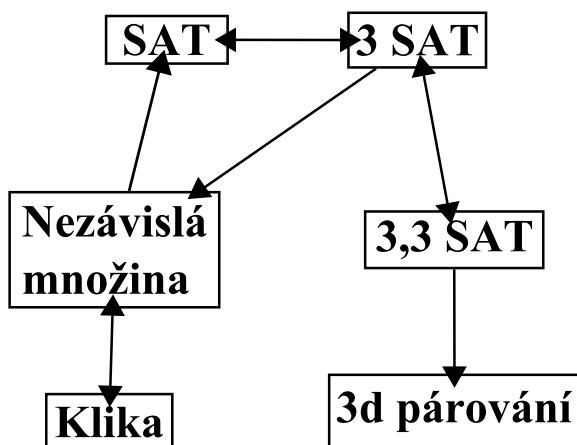 SAT
3 SAT
Nezávislá
množina
3,3 SAT
Klika
3d párování